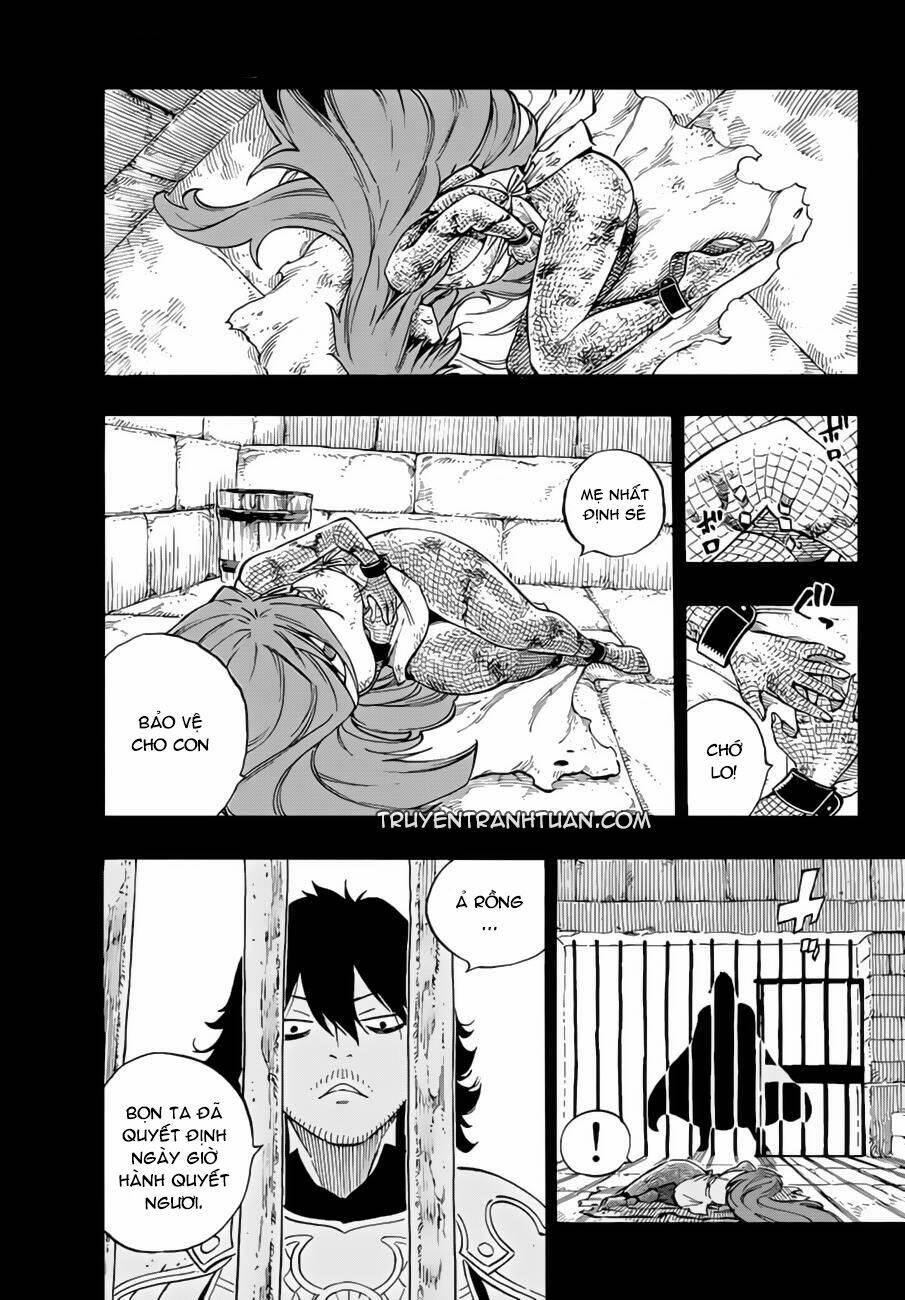 MẸ NHẤT
ĐỊNH SẼ
BẢO VỆ
CHO CON
CHỚ
LO!
TRUYENTRANHTUAN.COM
Ả RỒNG
...
!
BỌN TA ĐÃ
QUYẾT ĐỊNH
NGÀY GIỜ
HÀNH QUYẾT
NGƯƠI.